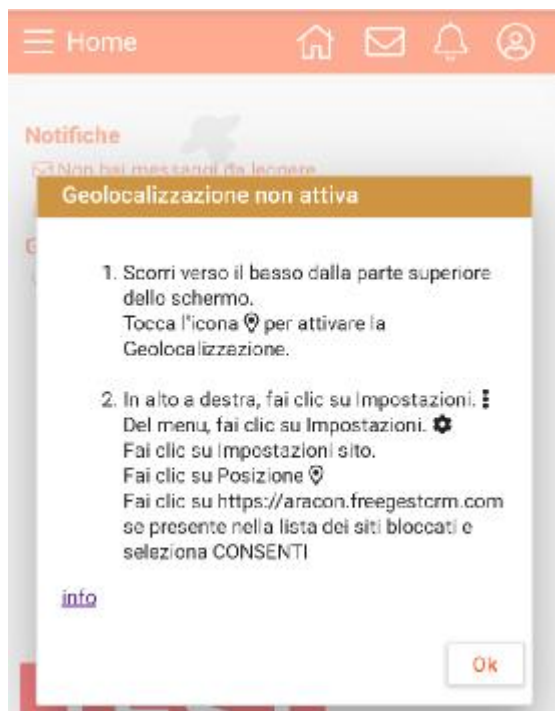 Home
Notifiche
Non hai messaggi da leggere
Geolocalizzazione non attiva
1. Scorri verso il basso dalla parte superiore
dello schermo.
Tocca l'icona per attivare la
Geolocalizzazione.
2. In alto a destra, fai clic su Impostazioni.
Del menu, fai clic su Impostazioni.
Fai clic su Impostazioni sito.
Fai clic su Posizione
Fai clic su https://aracon.freegestcrm.com
se presente nella lista dei siti bloccati e
seleziona CONSENTI
info
Ok